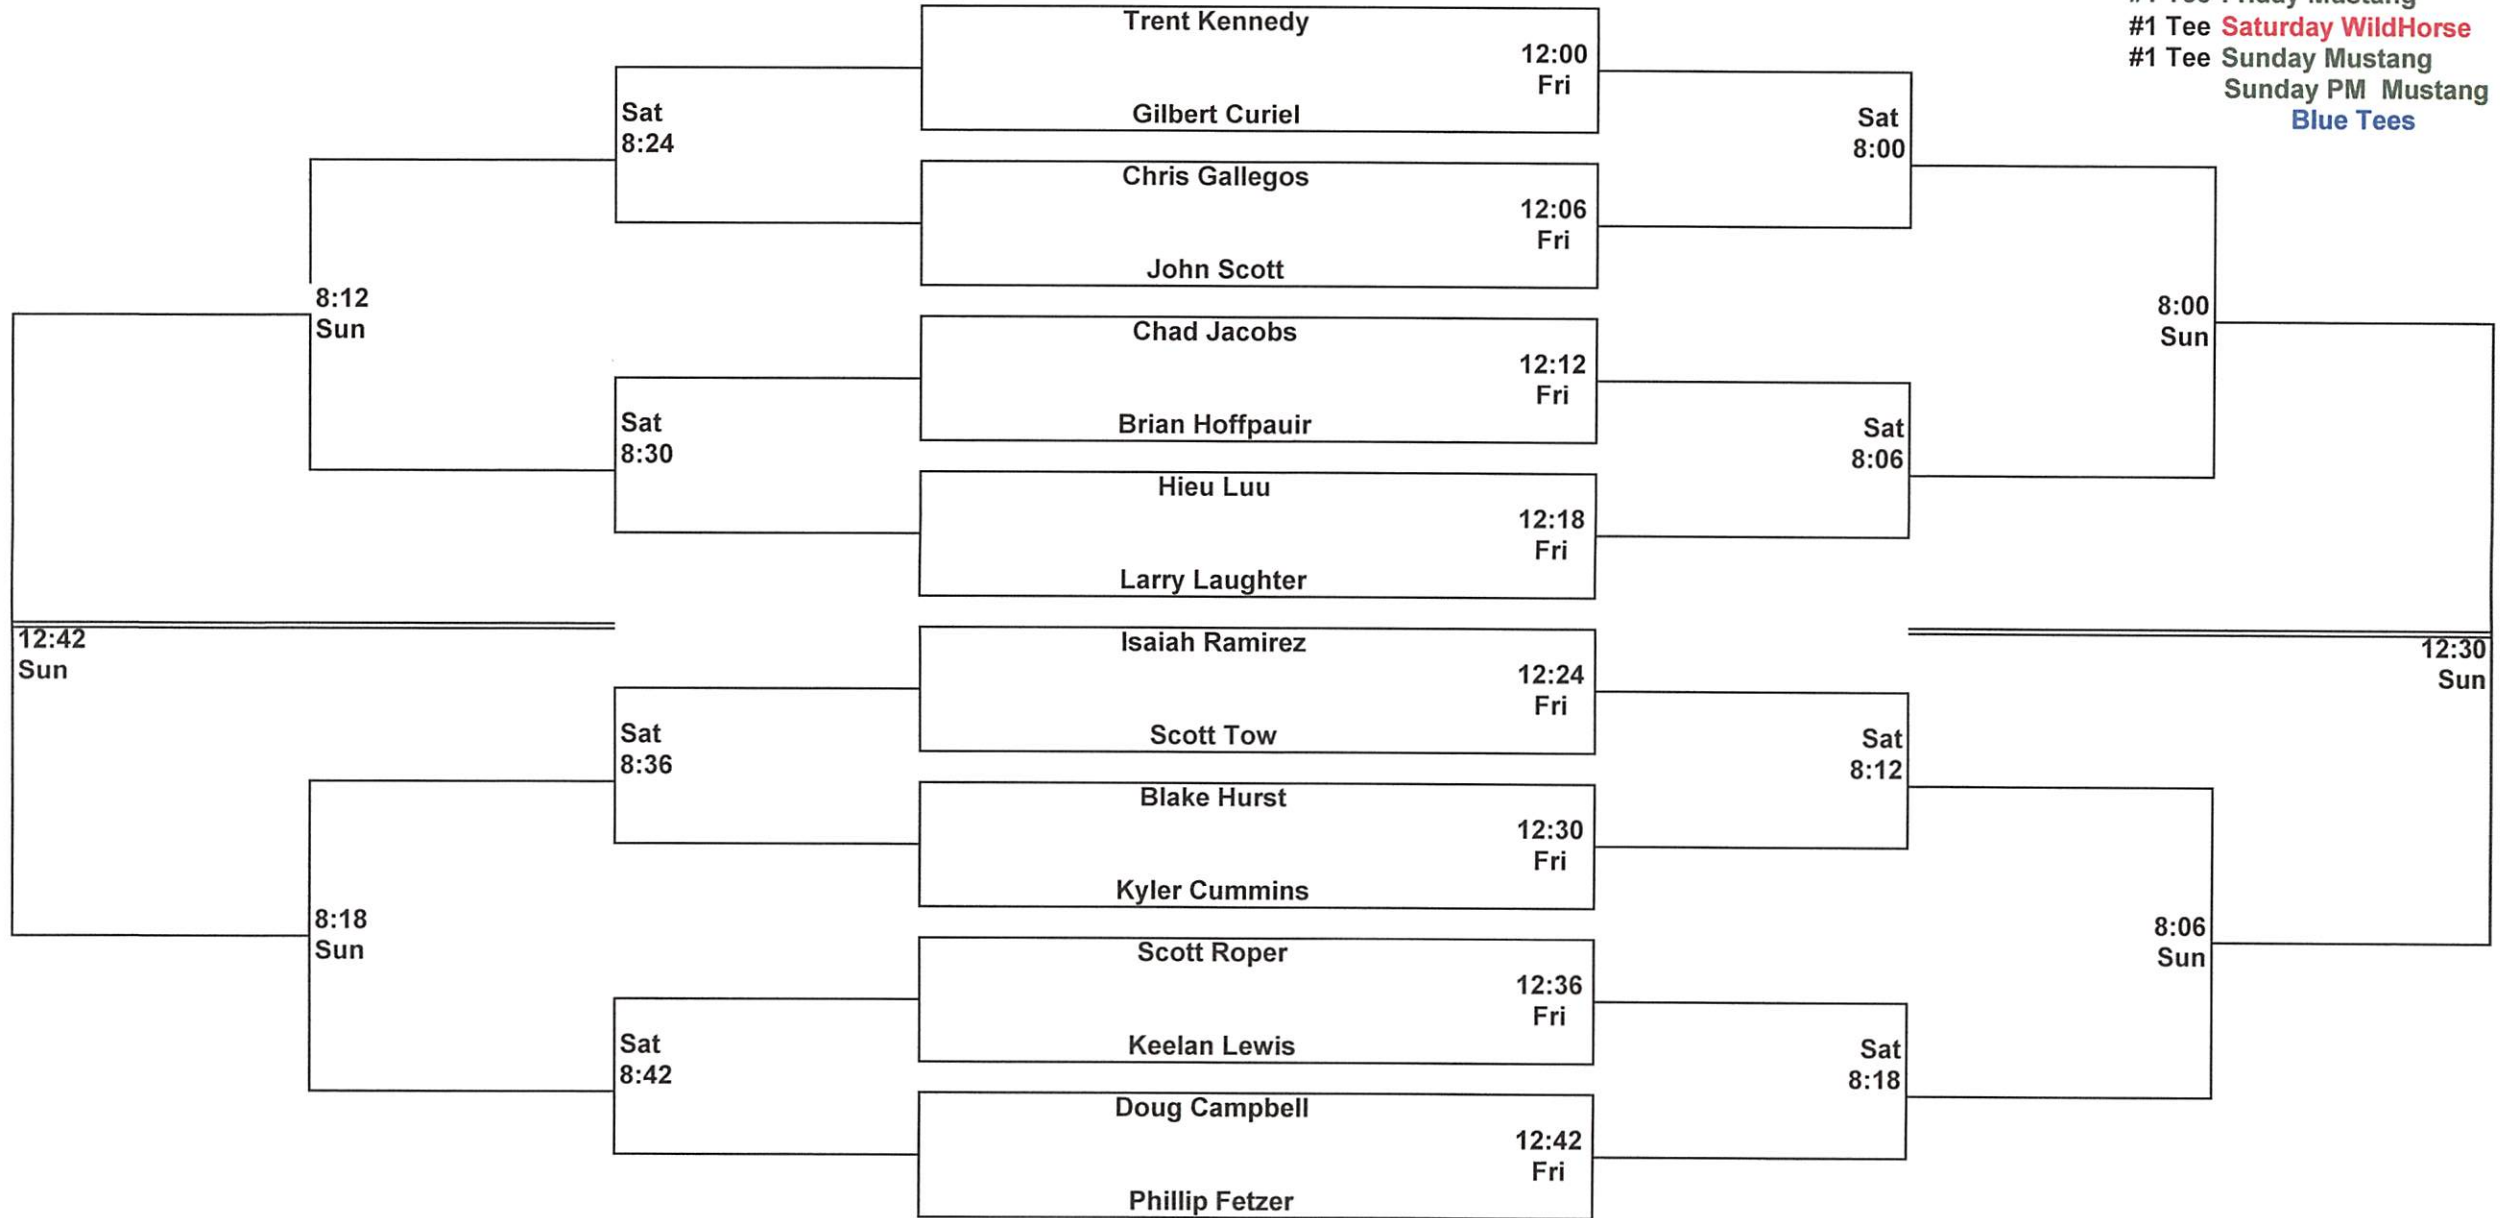 #1 Tee Friday Mustang
#1 Tee Saturday WildHorse
#1 Tee Sunday Mustang
Sunday PM Mustang
Blue Tees
Trent Kennedy
12:00
Fri
Gilbert Curiel
Sat
8:24
Sat
8:00
Chris Gallegos
12:06
Fri
John Scott
8:12
Sun
8:00
Sun
Chad Jacobs
12:12
Fri
Brian Hoffpauir
Sat
8:30
Sat
8:06
Hieu Luu
12:18
Fri
Larry Laughter
12:42
Sun
12:30
Sun
Isaiah Ramirez
12:24
Fri
Scott Tow
Sat
8:36
Sat
8:12
Blake Hurst
12:30
Fri
Kyler Cummins
8:18
Sun
8:06
Sun
Scott Roper
12:36
Fri
Keelan Lewis
Sat
8:42
Sat
8:18
Doug Campbell
12:42
Fri
Phillip Fetzer